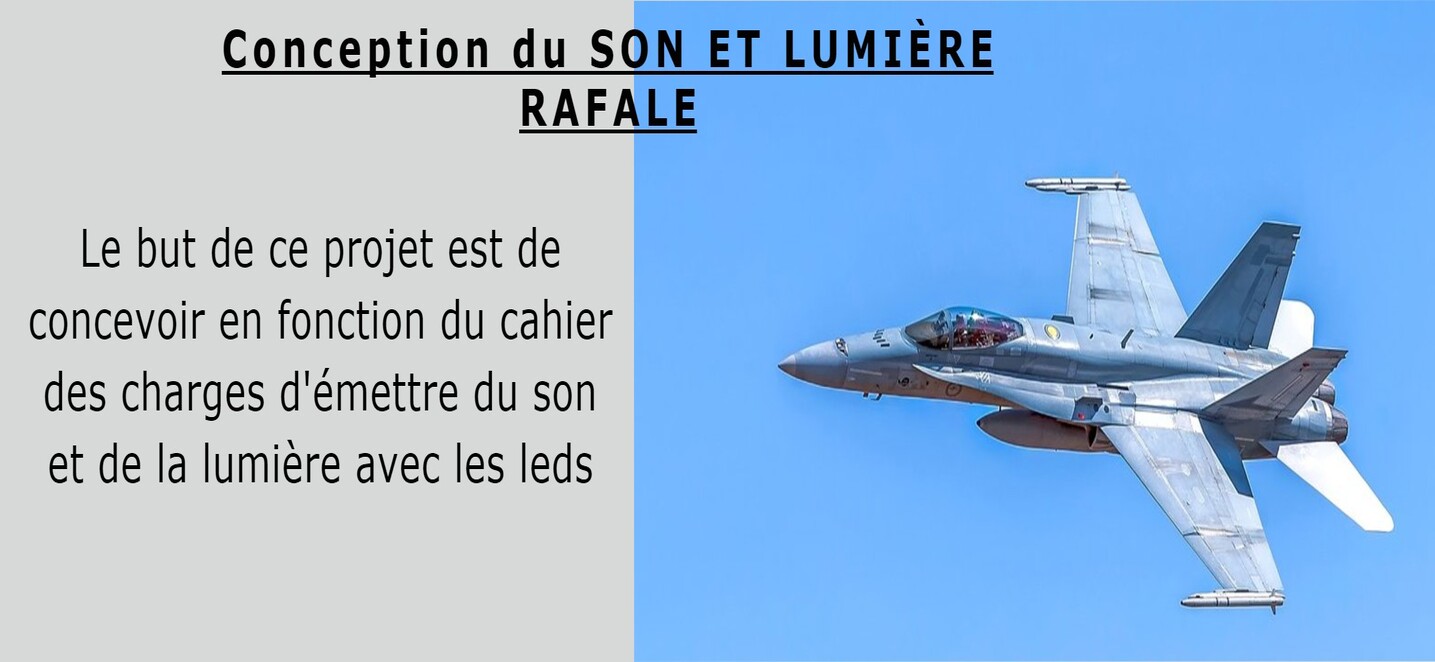 Conception du SON ET LUMIÈRE
RAFALE
Le but de ce projet est de
concevoir en fonction du cahier
des charges d'émettre du son
et de la lumière avec les leds